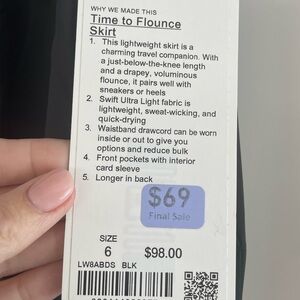 WHY WE MADE THIS
Time to Flounce
Skirt
1. This lightweight skirt is a
charming travel companion. With
a just-below-the-knee length
and a drapey, voluminous
flounce, it pairs well with
sneakers or heels
2. Swift Ultra Light fabric is
lightweight, sweat-wicking, and
quick-drying
3. Waistband drawcord can be worn
inside or out to give you
options and reduce bulk
4. Front pockets with interior
card sleeve
5. Longer in back
$69
Final Sale
SIZE
6 $98.00
LW8ABDS BLK